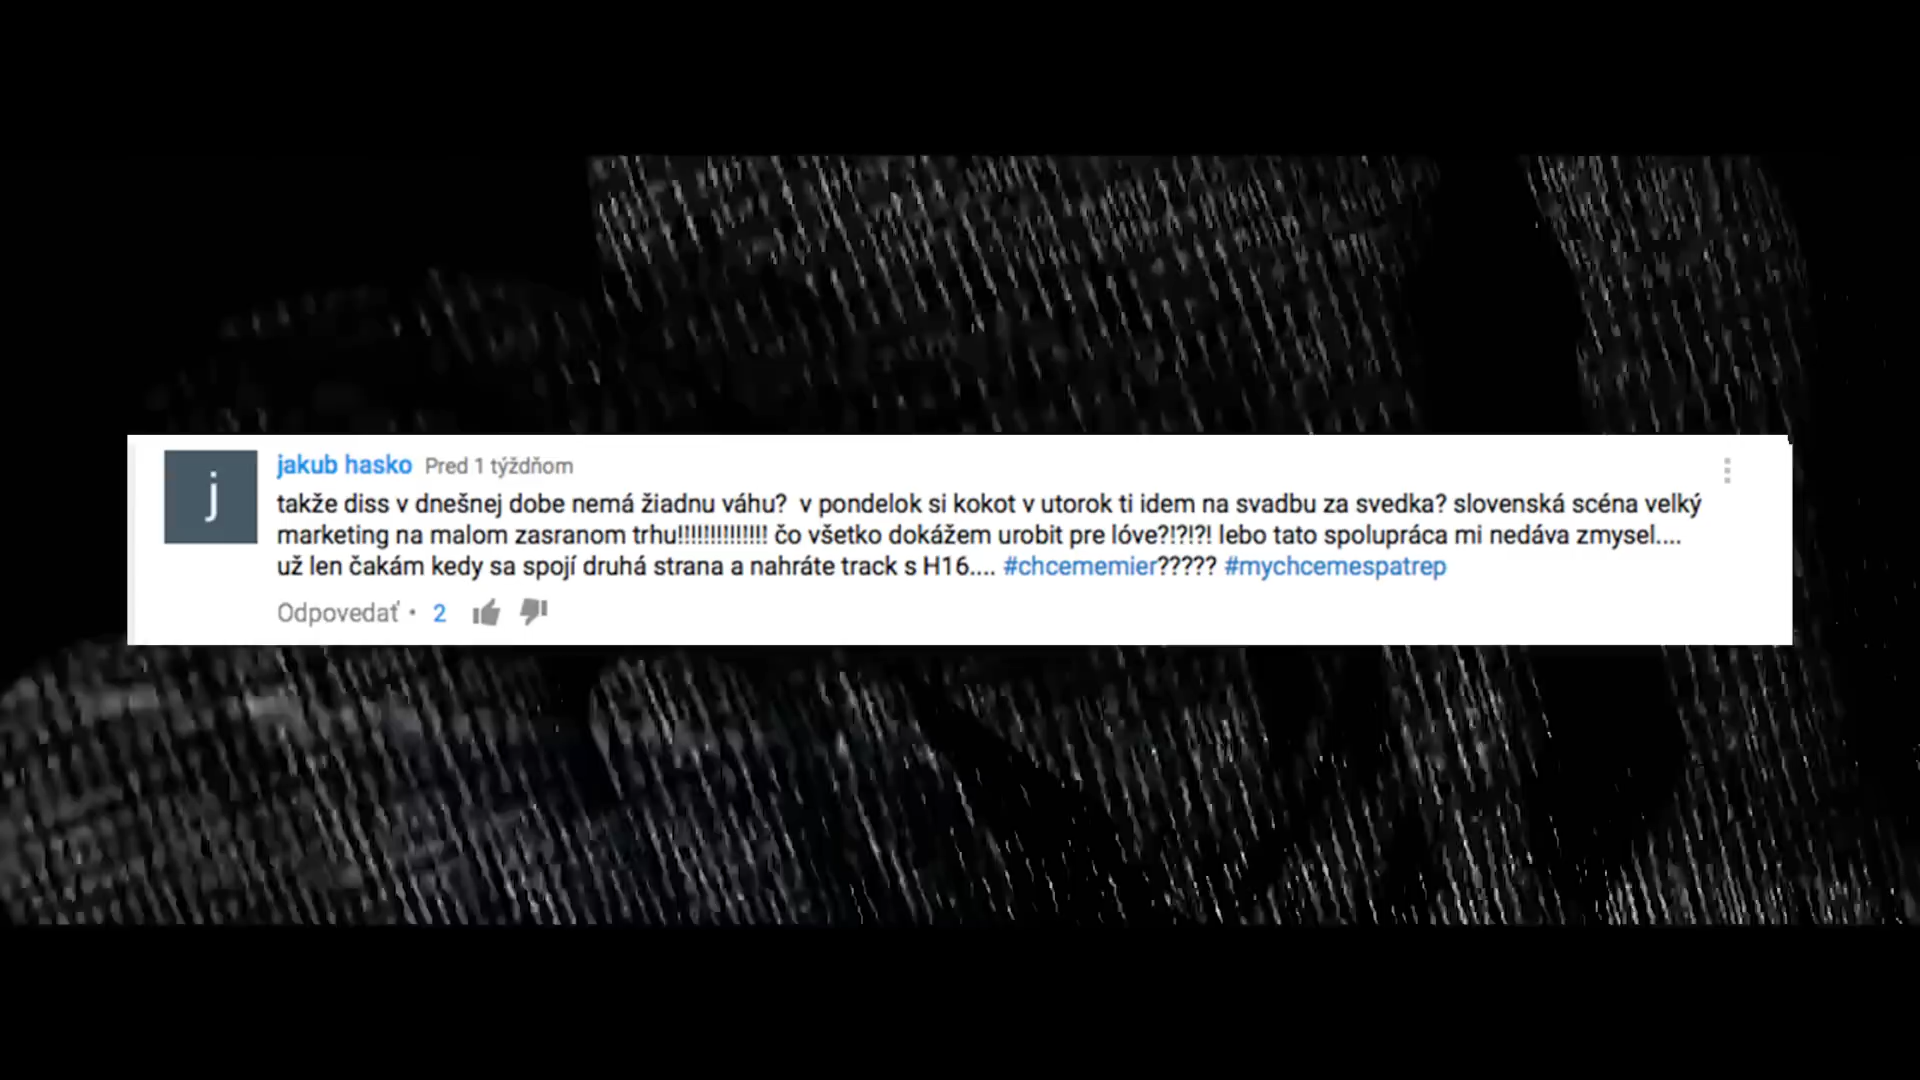 j
jakub hasko Pred 1 týždňom
takže diss v dnešnej dobe nemá žiadnu váhu?  v pondelok si kokot v utorok ti idem na svadbu za svedka? slovenská scéna velký
marketing na malom zasranom trhu!!!!!!!!!!!!!! čo všetko dokážem urobit pre lóve?!?!?! lebo tato spolupráca mi nedáva zmysel....
už len čakám kedy sa spojí druhá strana a nahráte track s H16.... #chcememier????? #mychcemespatrep
Odpovedať • 2